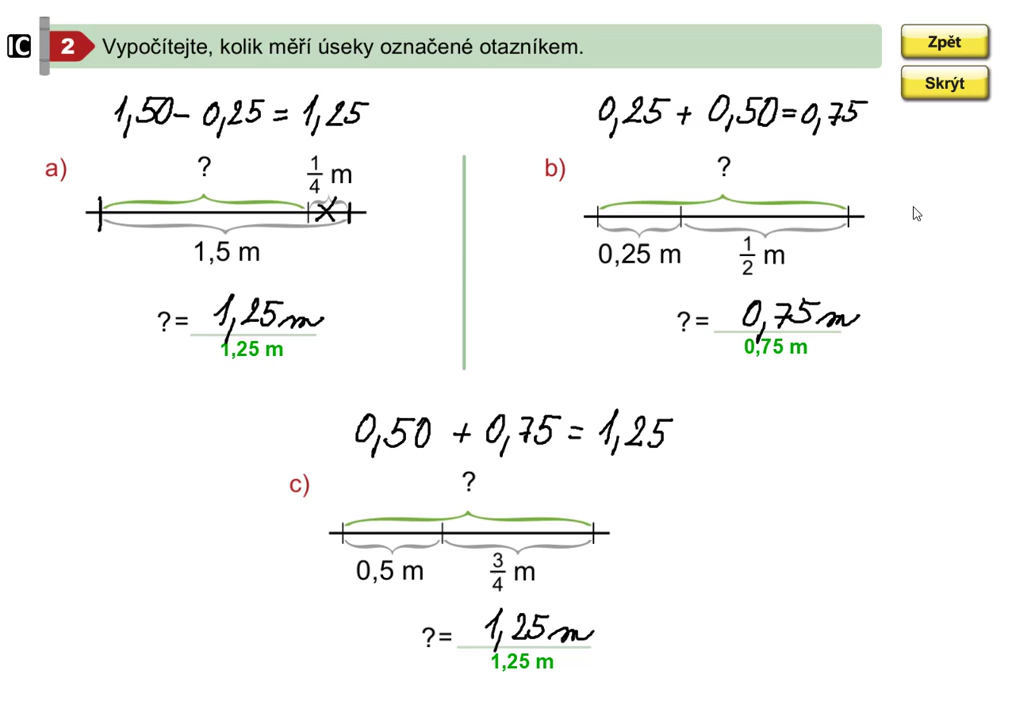 IC 2 Vypočítejte, kolik měří úseky označené otazníkem.
Zpět
Skrýt
1,50 - 0,25 = 1,25
a)
?
1/4 m
1,5 m
?= 1,25 m
1,25 m
0,25 + 0,50 = 0,75
b)
?
0,25 m
1/2 m
?= 0,75 m
0,75 m
0,50 + 0,75 = 1,25
c)
?
0,5 m
3/4 m
?= 1,25 m
1,25 m